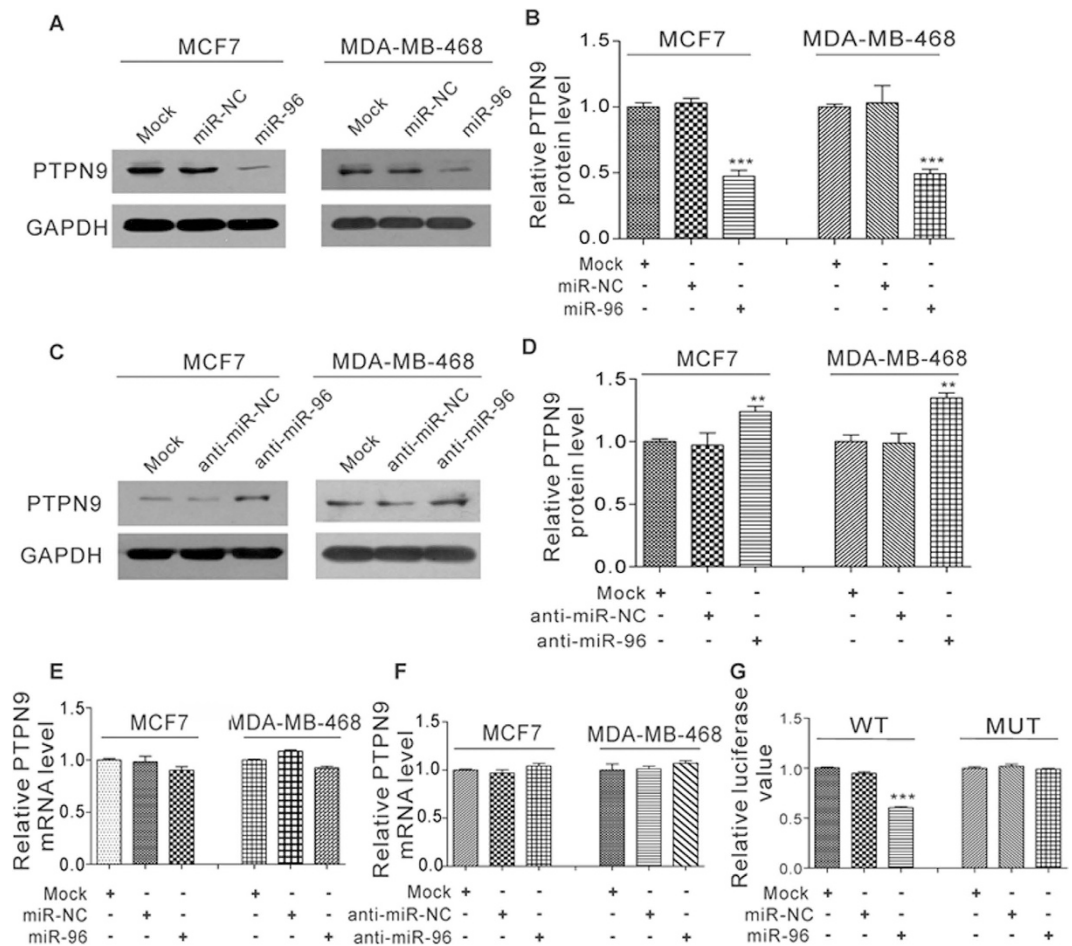 A
MCF7
MDA-MB-468
Mock
miR-NC
miR-96
Mock
miR-NC
miR-96
PTPN9
GAPDH
B
Relative PTPN9
protein level
1.5
1.0
0.5
0.0
MCF7
MDA-MB-468
***
***
Mock + - - + - -
miR-NC - + - - + -
miR-96 - - + - - +
C
MCF7
MDA-MB-468
Mock
anti-miR-NC
anti-miR-96
Mock
anti-miR-NC
anti-miR-96
PTPN9
GAPDH
D
Relative PTPN9
protein level
1.5
1.0
1.5
0.0
MCF7
MDA-MB-468
**
**
Mock + - - + - -
anti-miR-NC - + - - + -
anti-miR-96 - - + - - +
E
Relative PTPN9
mRNA level
1.5
1.0
1.0
0.0
MCF7
MDA-MB-468
Mock + - - + - -
miR-NC - + - - + -
miR-96 - - + - - +
F
Relative PTPN9
mRNA level
1.5
1.0
1.5
0.0
MCF7
MDA-MB-468
Mock + - - + - -
anti-miR-NC - + - - + -
anti-miR-96 - - + - - +
G
Relative luciferase
value
1.5
1.0
0.5
0.0
WT
MUT
***
Mock + - - + - -
miR-NC - + - - + -
miR-96 - - + - - +